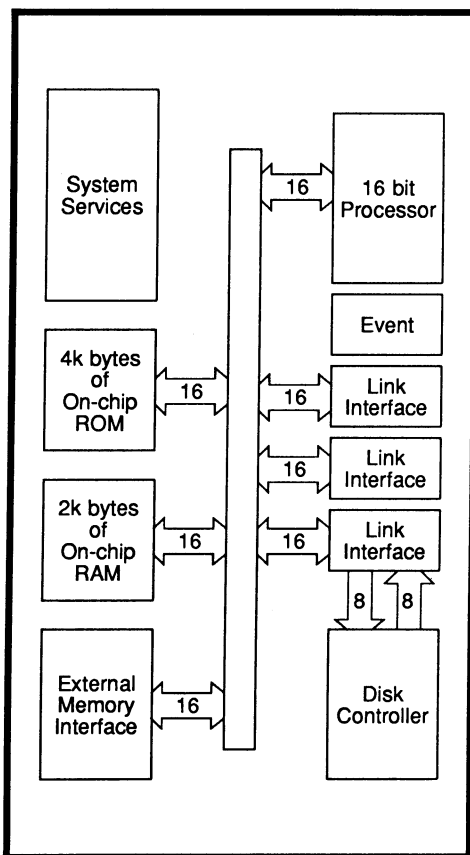 System
Services
16
16 bit
Processor
Event
4k bytes
of
On-chip
ROM
16
16
Link
Interface
16
Link
Interface
2k bytes
of
On-chip
RAM
16
16
Link
Interface
8
8
External
Memory
Interface
16
Disk
Controller